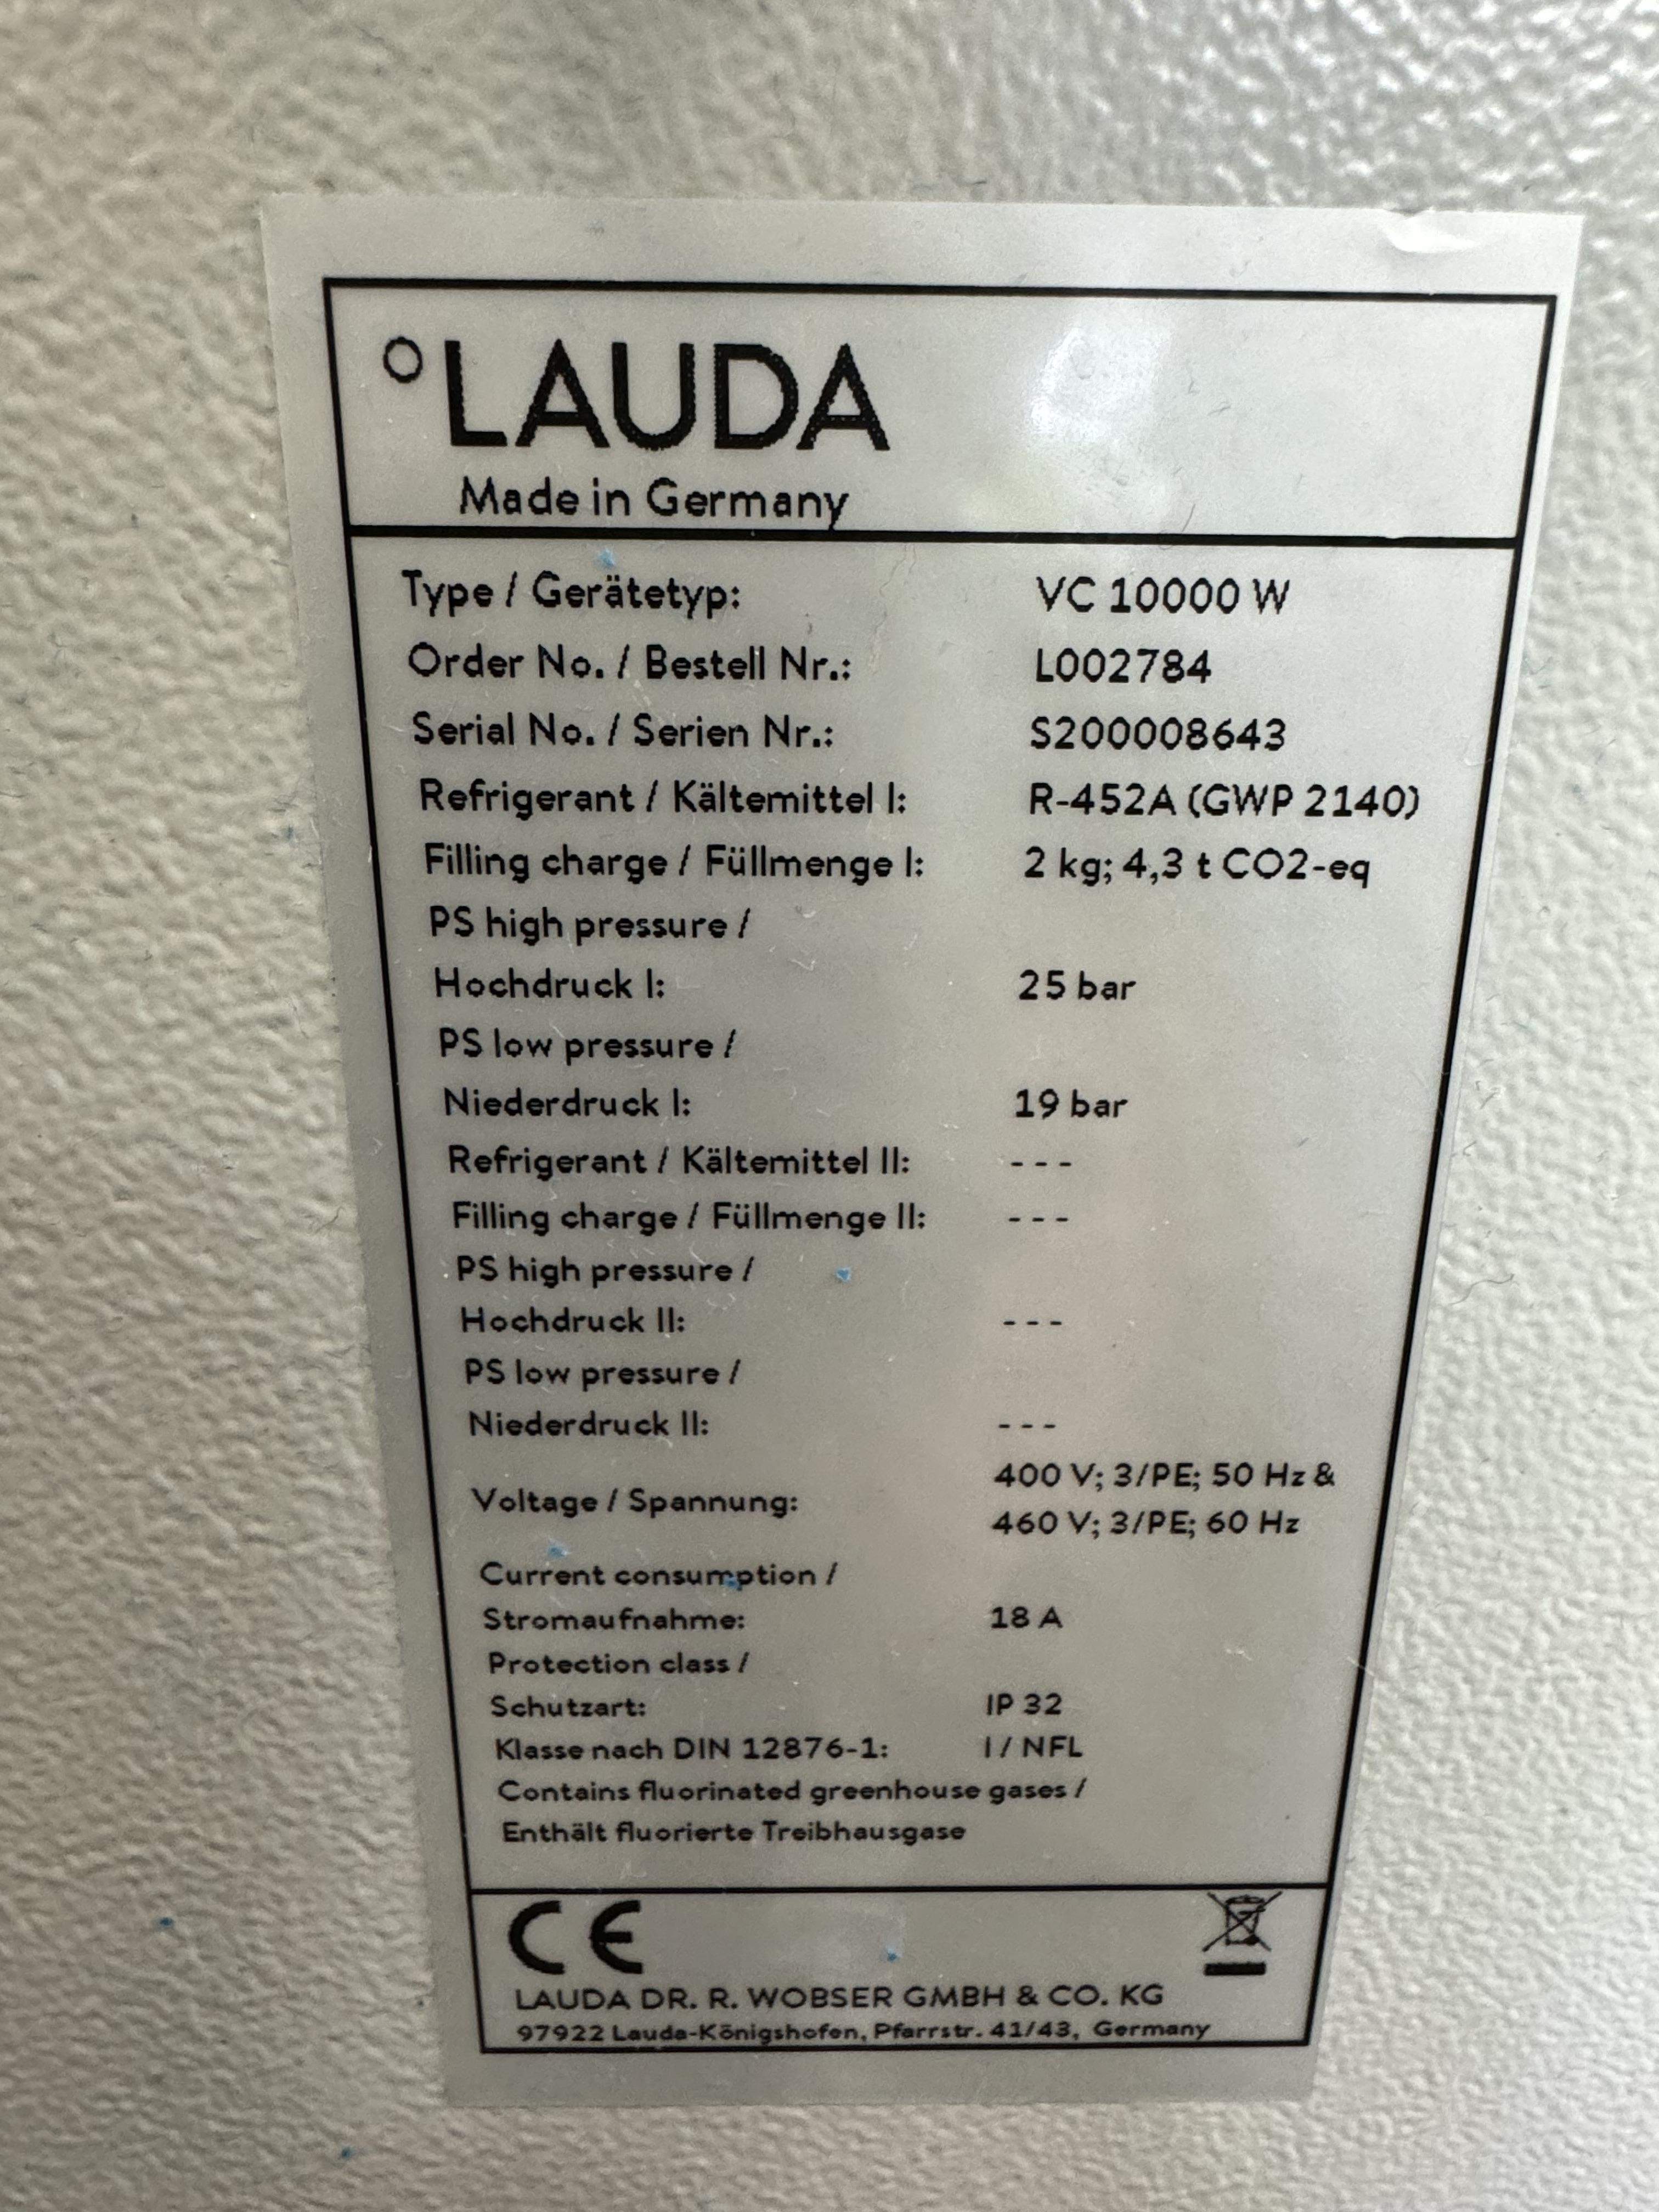 °LAUDA
Made in Germany
Type / Gerätetyp: VC 10000 W
Order No. / Bestell Nr.: L002784
Serial No. / Serien Nr.: S200008643
Refrigerant / Kältemittel I: R-452A (GWP 2140)
Filling charge / Füllmenge I: 2 kg; 4,3 t CO2-eq
PS high pressure /
Hochdruck I: 25 bar
PS low pressure /
Niederdruck I: 19 bar
Refrigerant / Kältemittel II: ---
Filling charge / Füllmenge II: ---
PS high pressure /
Hochdruck II: ---
PS low pressure /
Niederdruck II: ---
Voltage / Spannung: 400 V; 3/PE; 50 Hz &
460 V; 3/PE; 60 Hz
Current consumption /
Stromaufnahme: 18 A
Protection class /
Schutzart: IP 32
Klasse nach DIN 12876-1: I / NFL
Contains fluorinated greenhouse gases /
Enthält fluorierte Treibhausgase
CE
LAUDA DR. R. WOBSER GMBH & CO. KG
97922 Lauda-Königshofen, Pfarrstr. 41/43, Germany